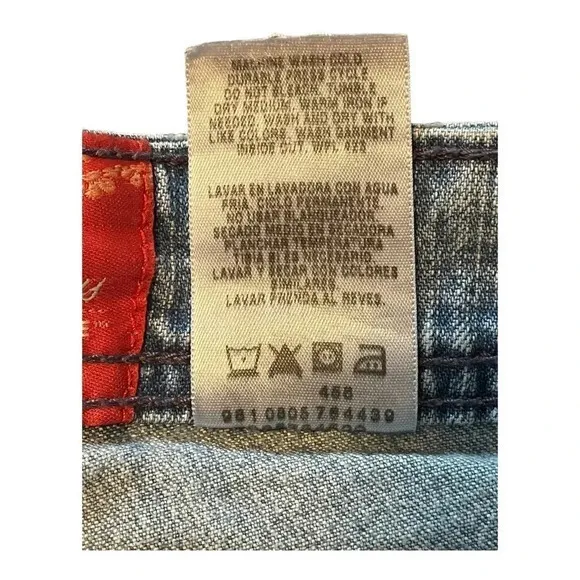 MACHINE WASH COLD.
DURABLE PRESS CYCLE.
DO NOT BLEACH. TUMBLE
DRY MEDIUM. WARM IRON IF
NEEDED. WASH AND DRY WITH
LIKE COLORS. WASH GARMENT
INSIDE OUT. WPL 423
LAVAR EN LAVADORA CON AGUA
FRIA. CICLO PERMANENTE.
NO USAR BLANQUEADOR.
SECADO MEDIO EN SECADORA
PLANCHAR TEMPERATURA
TIBIA SI ES NECESARIO.
LAVAR Y SECAR CON COLORES
SIMILARES.
LAVAR PRENDA AL REVES.